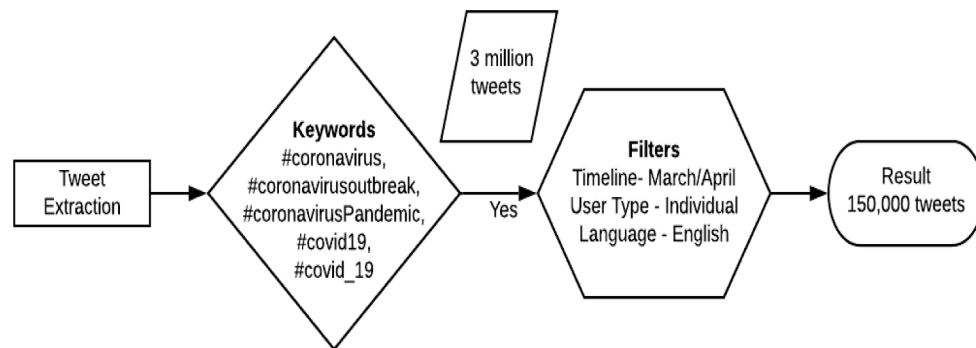 Tweet
Extraction
Keywords
#coronavirus,
#coronavirusoutbreak,
#coronavirusPandemic,
#covid19,
#covid_19
3 million
tweets
Yes
Filters
Timeline- March/April
User Type - Individual
Language - English
Result
150,000 tweets